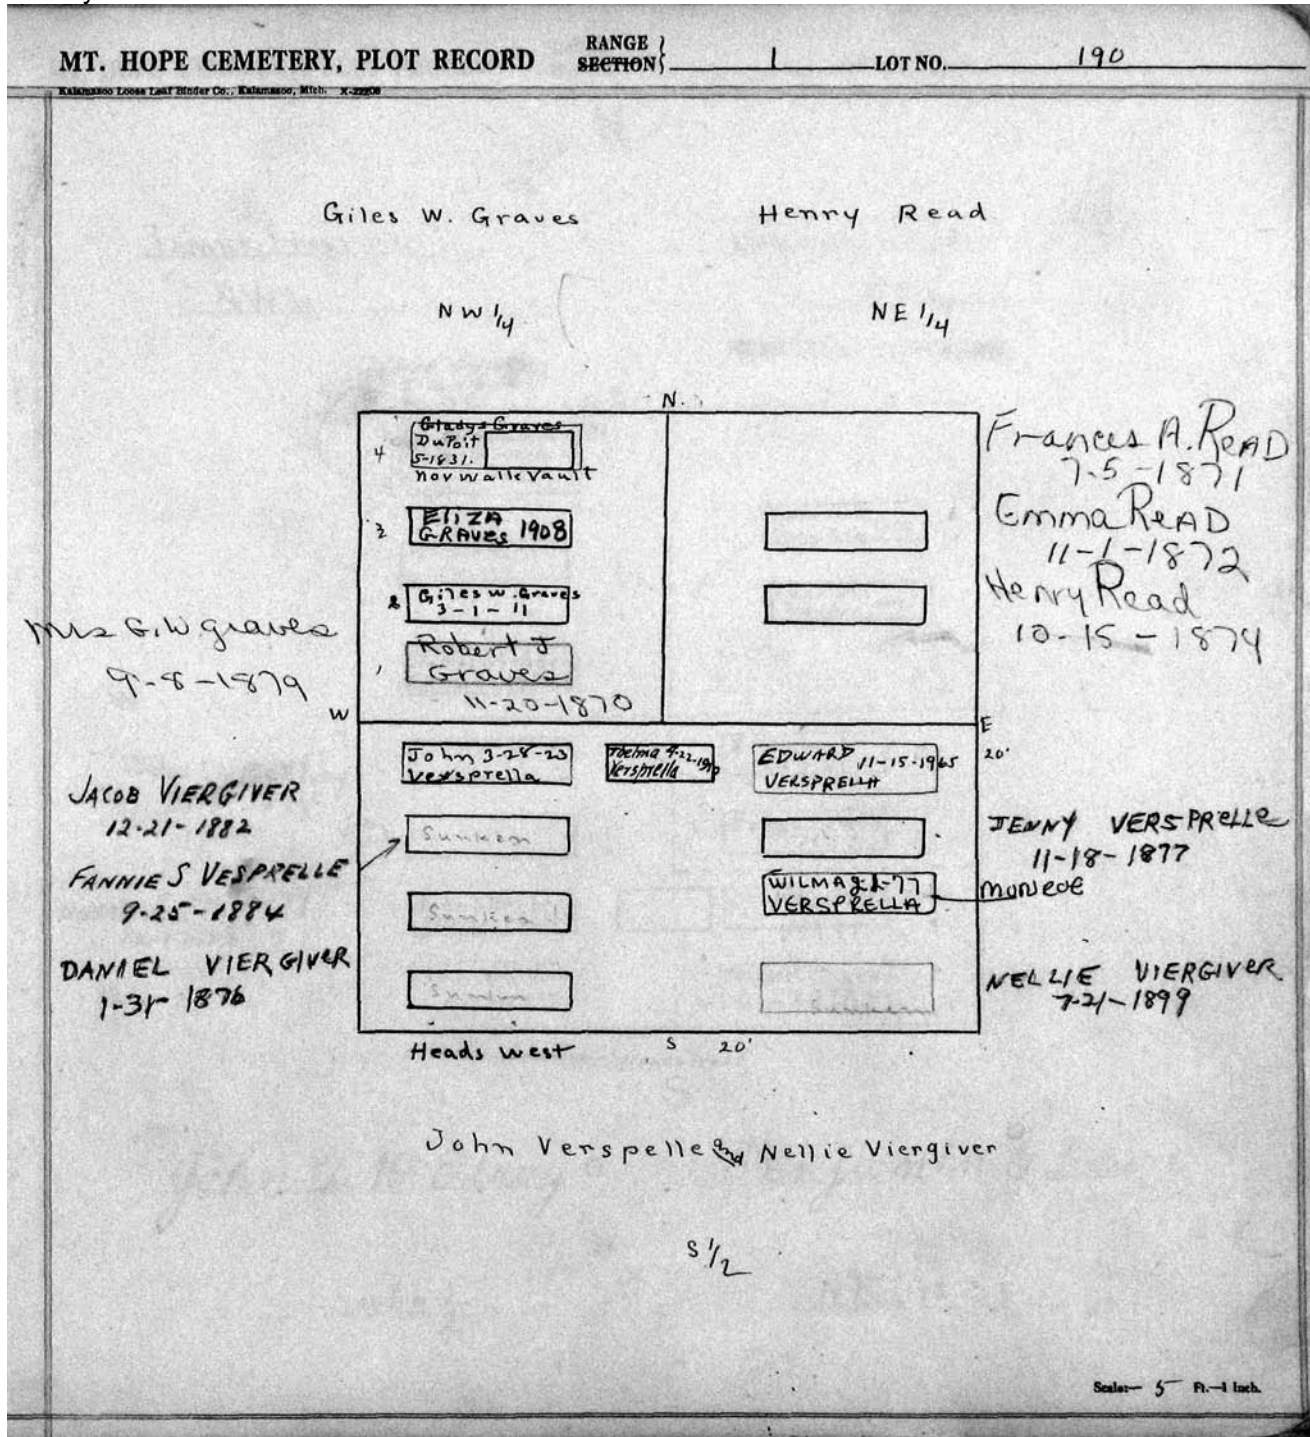 MT. HOPE CEMETERY, PLOT RECORD
RANGE
SECTION 1 LOT NO. 190
Kalamazoo Loose Leaf Binder Co., Kalamazoo, Mich. X-22208
Giles W. Graves Henry Read
NW 1/4 NE 1/4
N.
4 Gladys Graves
DuPoit
5-1831.
Norwalk Vault
3 ELIZA
GRAVES 1908
2 Giles W. Graves
3-1-11
1 Robert J
Graves
11-20-1870
Mrs G.W graves
9-8-1879
Frances A. ReAD
7-5-1871
Emma ReAD
11-1-1872
Henry Read
10-15-1874
W
E
John 3-28-23
Versprella
Thelma
Versprella
EDWARD 11-15-1965
VERSPRELLA
20'
JACOB VIERGIVER
12-21-1882
FANNIE S VESPRELLE
9-25-1884
DANIEL VIERGIVER
1-31-1876
Sunken
Sunken
Sunken
WILMA
VERSPRELLA
Sunken
JENNY VERSPRELLE
11-18-1877
monroe
NELLIE VIERGIVER
7-21-1899
Heads west
S 20'
John Verspelle and Nellie Viergiver
S 1/2
Scale:— 5 Ft.—1 Inch.